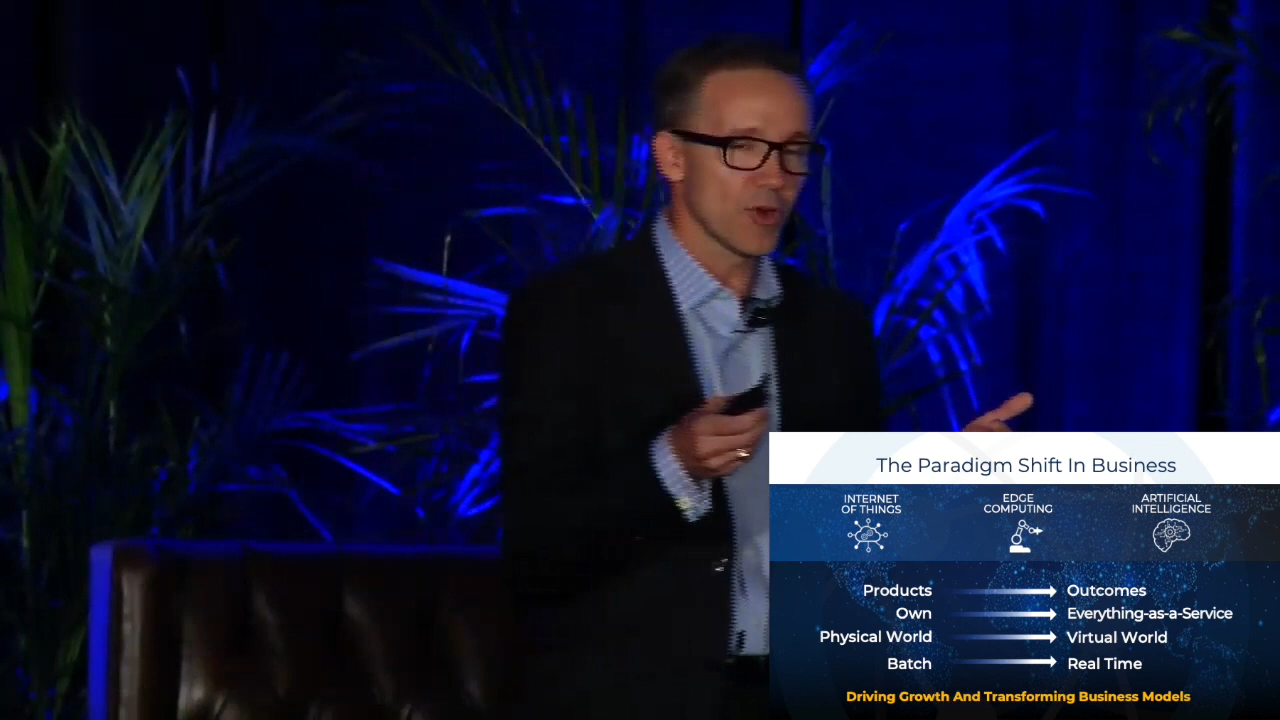 The Paradigm Shift In Business
INTERNET
OF THINGS
EDGE
COMPUTING
ARTIFICIAL
INTELLIGENCE
Products Outcomes
Own Everything-as-a-Service
Physical World Virtual World
Batch Real Time
Driving Growth And Transforming Business Models